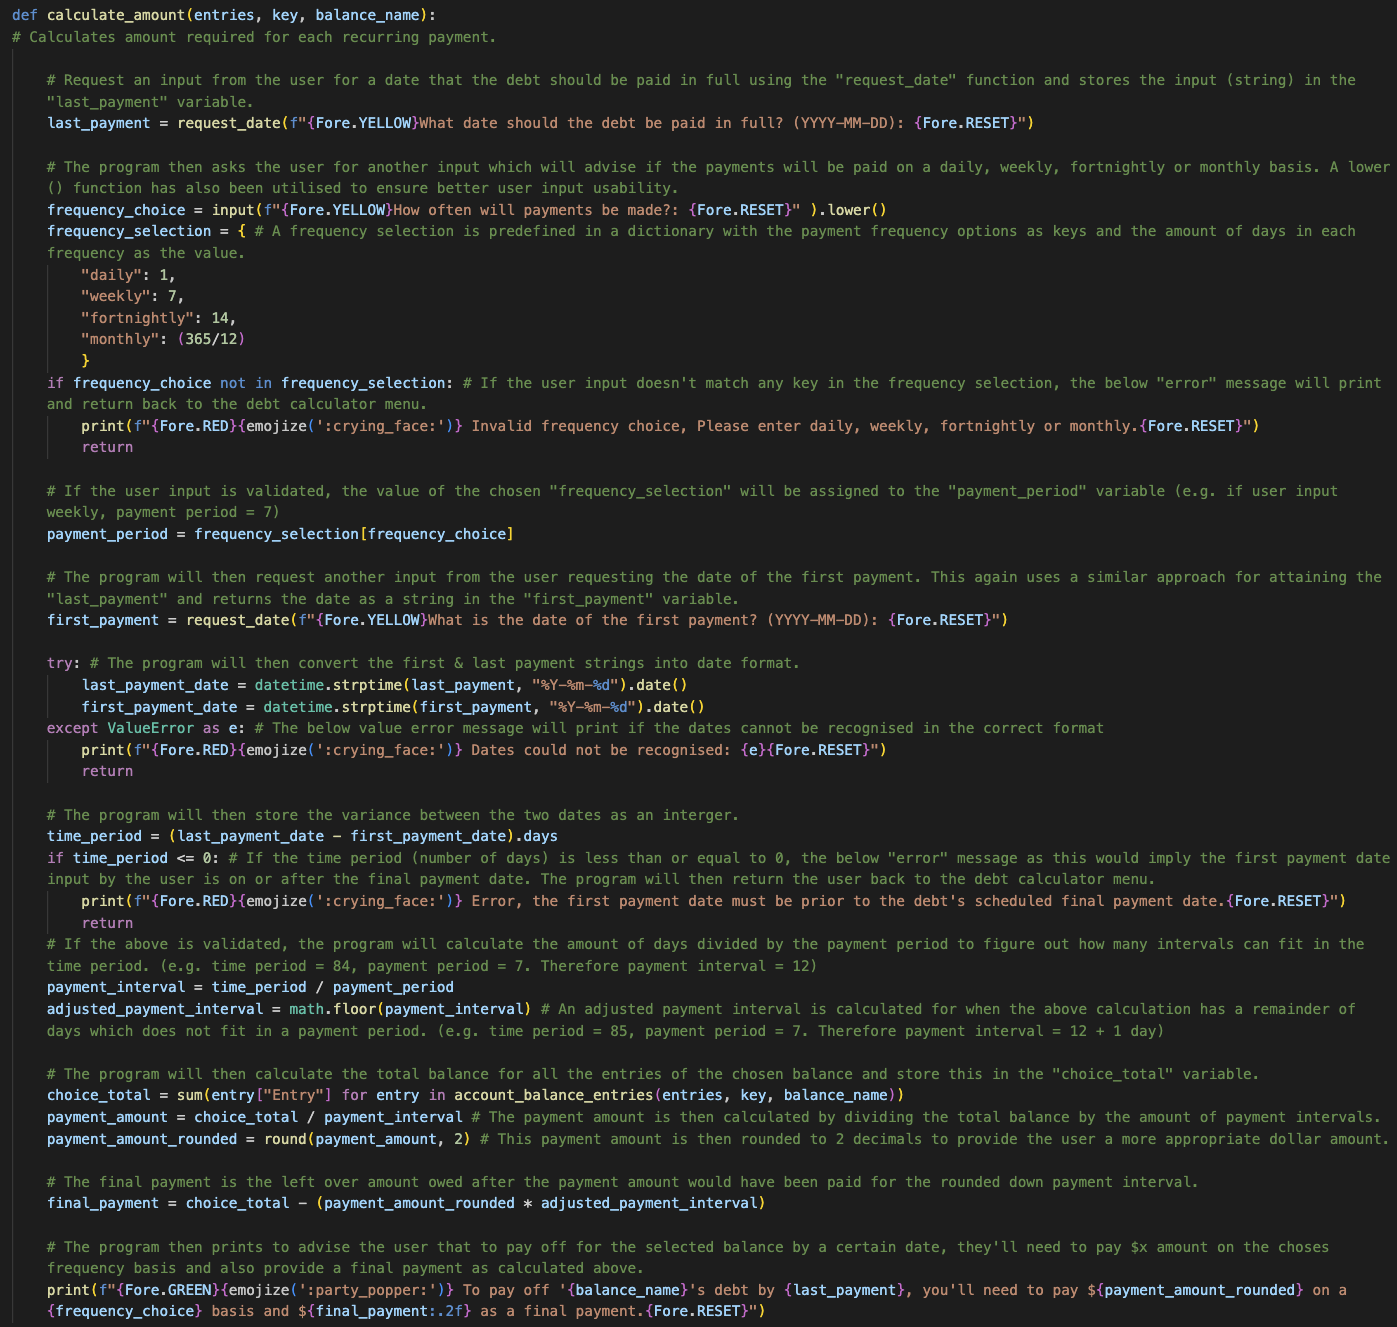 def calculate_amount(entries, key, balance_name):
# Calculates amount required for each recurring payment.
# Request an input from the user for a date that the debt should be paid in full using the "request_date" function and stores the input (string) in the
"last_payment" variable.
last_payment = request_date(f"{Fore.YELLOW}What date should the debt be paid in full? (YYYY-MM-DD): {Fore.RESET}")
# The program then asks the user for another input which will advise if the payments will be paid on a daily, weekly, fortnightly or monthly basis. A lower
() function has also been utilised to ensure better user input usability.
frequency_choice = input(f"{Fore.YELLOW}How often will payments be made?: {Fore.RESET}" ).lower()
frequency_selection = { # A frequency selection is predefined in a dictionary with the payment frequency options as keys and the amount of days in each
frequency as the value.
"daily": 1,
"weekly": 7,
"fortnightly": 14,
"monthly": (365/12)
}
if frequency_choice not in frequency_selection: # If the user input doesn't match any key in the frequency selection, the below "error" message will print
and return back to the debt calculator menu.
print(f"{Fore.RED}{emojize(':crying_face:')} Invalid frequency choice, Please enter daily, weekly, fortnightly or monthly.{Fore.RESET}")
return
# If the user input is validated, the value of the chosen "frequency_selection" will be assigned to the "payment_period" variable (e.g. if user input
weekly, payment period = 7)
payment_period = frequency_selection[frequency_choice]
# The program will then request another input from the user requesting the date of the first payment. This again uses a similar approach for attaining the
"last_payment" and returns the date as a string in the "first_payment" variable.
first_payment = request_date(f"{Fore.YELLOW}What is the date of the first payment? (YYYY-MM-DD): {Fore.RESET}")
try: # The program will then convert the first & last payment strings into date format.
last_payment_date = datetime.strptime(last_payment, "%Y-%m-%d").date()
first_payment_date = datetime.strptime(first_payment, "%Y-%m-%d").date()
except ValueError as e: # The below value error message will print if the dates cannot be recognised in the correct format
print(f"{Fore.RED}{emojize(':crying_face:')} Dates could not be recognised: {e}{Fore.RESET}")
return
# The program will then store the variance between the two dates as an interger.
time_period = (last_payment_date - first_payment_date).days
if time_period <= 0: # If the time period (number of days) is less than or equal to 0, the below "error" message as this would imply the first payment date
input by the user is on or after the final payment date. The program will then return the user back to the debt calculator menu.
print(f"{Fore.RED}{emojize(':crying_face:')} Error, the first payment date must be prior to the debt's scheduled final payment date.{Fore.RESET}")
return
# If the above is validated, the program will calculate the amount of days divided by the payment period to figure out how many intervals can fit in the
time period. (e.g. time period = 84, payment period = 7. Therefore payment interval = 12)
payment_interval = time_period / payment_period
adjusted_payment_interval = math.floor(payment_interval) # An adjusted payment interval is calculated for when the above calculation has a remainder of
days which does not fit in a payment period. (e.g. time period = 85, payment period = 7. Therefore payment interval = 12 + 1 day)
# The program will then calculate the total balance for all the entries of the chosen balance and store this in the "choice_total" variable.
choice_total = sum(entry["Entry"] for entry in account_balance_entries(entries, key, balance_name))
payment_amount = choice_total / payment_interval # The payment amount is then calculated by dividing the total balance by the amount of payment intervals.
payment_amount_rounded = round(payment_amount, 2) # This payment amount is then rounded to 2 decimals to provide the user a more appropriate dollar amount.
# The final payment is the left over amount owed after the payment amount would have been paid for the rounded down payment interval.
final_payment = choice_total - (payment_amount_rounded * adjusted_payment_interval)
# The program then prints to advise the user that to pay off for the selected balance by a certain date, they'll need to pay $x amount on the choses
frequency basis and also provide a final payment as calculated above.
print(f"{Fore.GREEN}{emojize(':party_popper:')} To pay off '{balance_name}'s debt by {last_payment}, you'll need to pay ${payment_amount_rounded} on a
{frequency_choice} basis and ${final_payment:.2f} as a final payment.{Fore.RESET}")